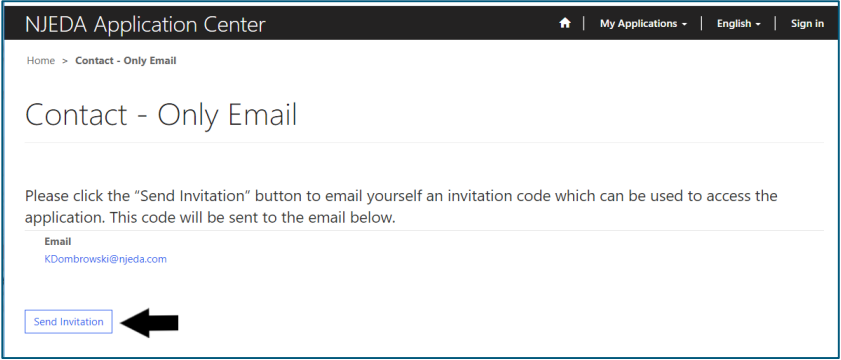 NJEDA Application Center
My Applications
English
Sign in
Home > Contact - Only Email
Contact - Only Email
Please click the “Send Invitation” button to email yourself an invitation code which can be used to access the
application. This code will be sent to the email below.
Email
KDombrowski@njeda.com
Send Invitation